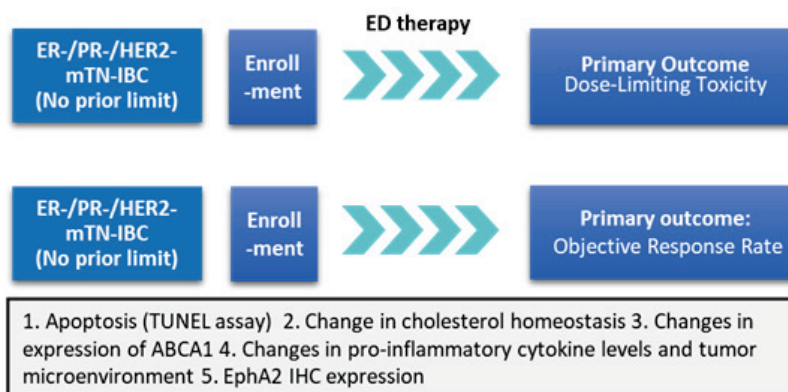 ED therapy
ER-/PR-/HER2-
mTN-IBC
(No prior limit)
Enroll
-ment
Primary Outcome
Dose-Limiting Toxicity
ER-/PR-/HER2-
mTN-IBC
(No prior limit)
Enroll
-ment
Primary outcome:
Objective Response Rate
1. Apoptosis (TUNEL assay) 2. Change in cholesterol homeostasis 3. Changes in
expression of ABCA1 4. Changes in pro-inflammatory cytokine levels and tumor
microenvironment 5. EphA2 IHC expression